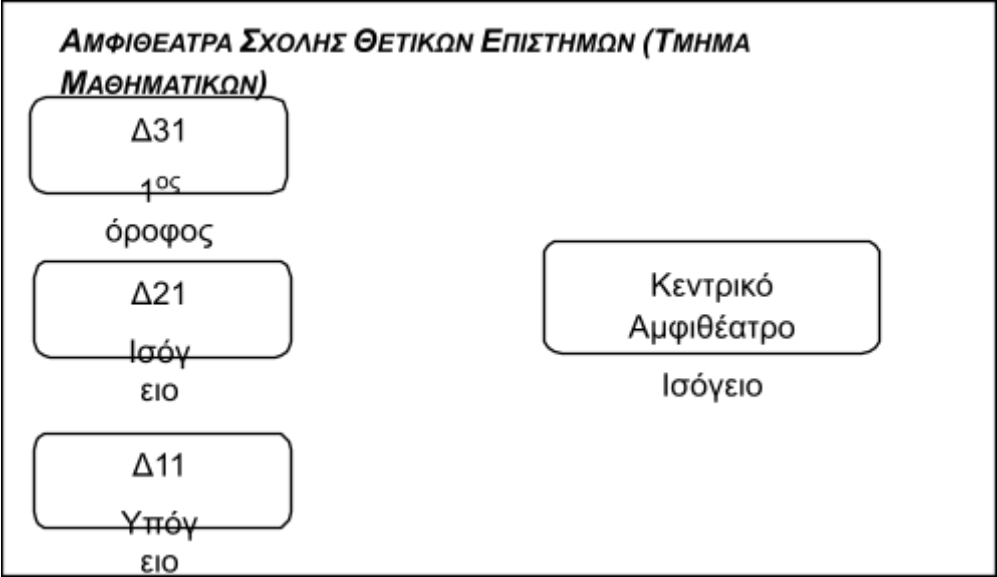 ΑΜΦΙΘΕΑΤΡΑ ΣΧΟΛΗΣ ΘΕΤΙΚΩΝ ΕΠΙΣΤΗΜΩΝ (ΤΜΗΜΑ
ΜΑΘΗΜΑΤΙΚΩΝ)
Δ31
1ος
όροφος
Δ21
Ισόγ
ειο
Δ11
Υπόγ
ειο
Κεντρικό
Αμφιθέατρο
Ισόγειο